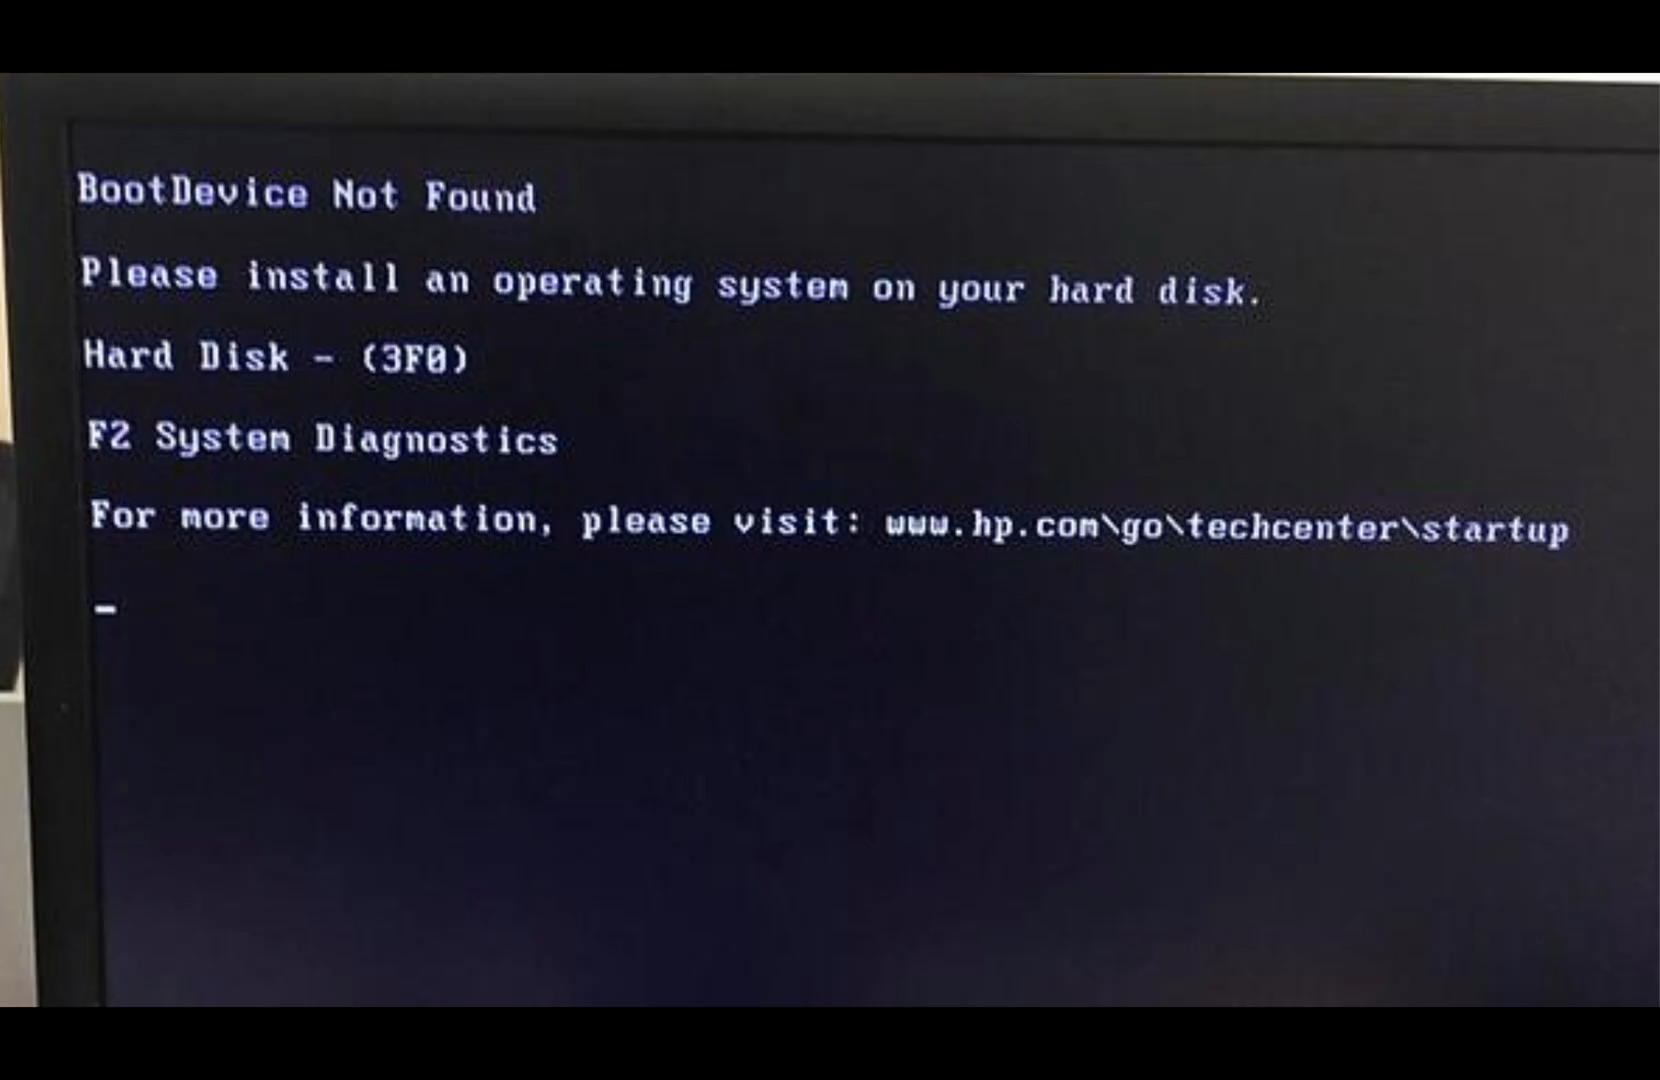 BootDevice Not Found
Please install an operating system on your hard disk.
Hard Disk - (3F0)
F2 System Diagnostics
For more information, please visit: www.hp.com\go\techcenter\startup